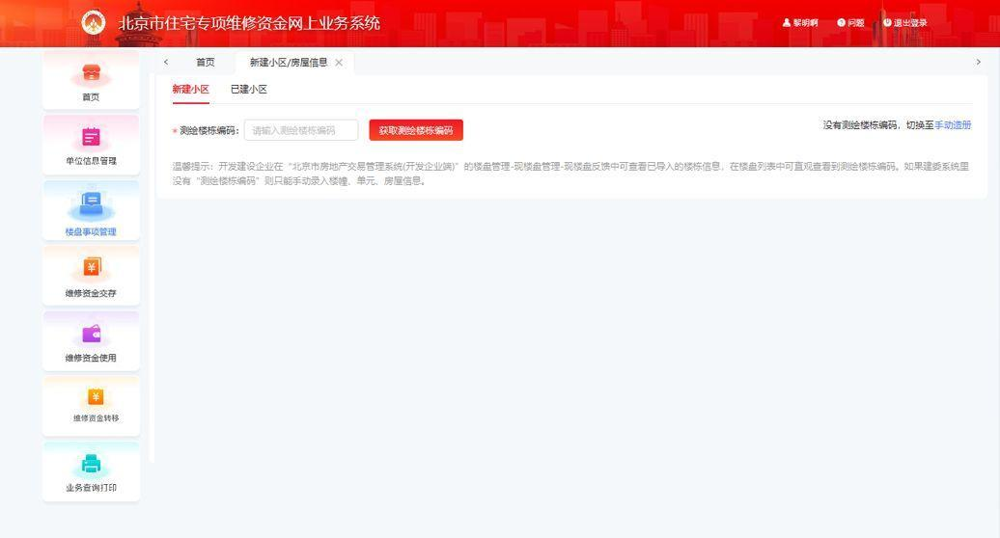 北京市住宅专项维修资金网上业务系统
黎明啊 问题 退出登录
首页 新建小区/房屋信息
首页
单位信息管理
楼盘事项管理
维修资金交存
维修资金使用
维修资金转移
业务查询打印
新建小区 已建小区
*测绘楼栋编码： 请输入测绘楼栋编码 获取测绘楼栋编码
没有测绘楼栋编码，切换至手动造册
温馨提示：开发建设企业在“北京市房地产交易管理系统(开发企业端)”的楼盘管理-现楼盘管理-现楼盘反馈中可查看已导入的楼栋信息，在楼盘列表中可直观查看到测绘楼栋编码。如果建委系统里
没有“测绘楼栋编码”则只能手动录入楼幢、单元、房屋信息。